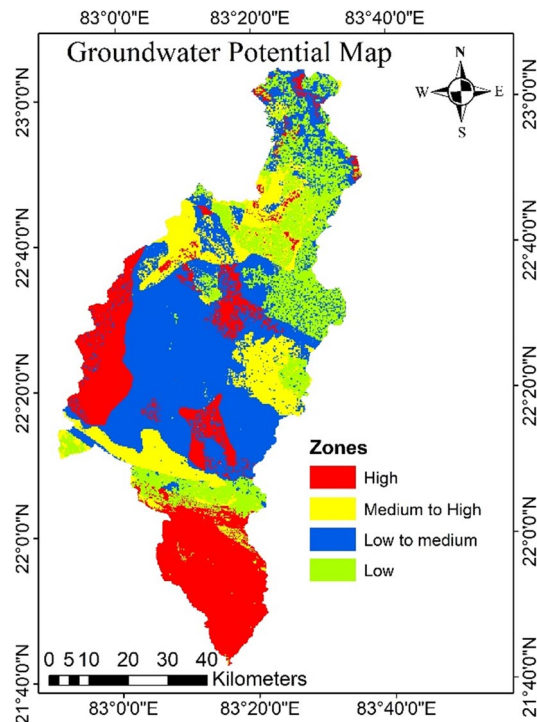 83°0'0"E 83°20'0"E 83°40'0"E
Groundwater Potential Map
N
W E
S
23°0'0"N 23°0'0"N
22°40'0"N 22°40'0"N
22°20'0"N 22°20'0"N
Zones
High
Medium to High
Low to medium
Low
22°0'0"N 22°0'0"N
0 5 10 20 30 40
Kilometers
21°40'0"N 21°40'0"N
83°0'0"E 83°20'0"E 83°40'0"E